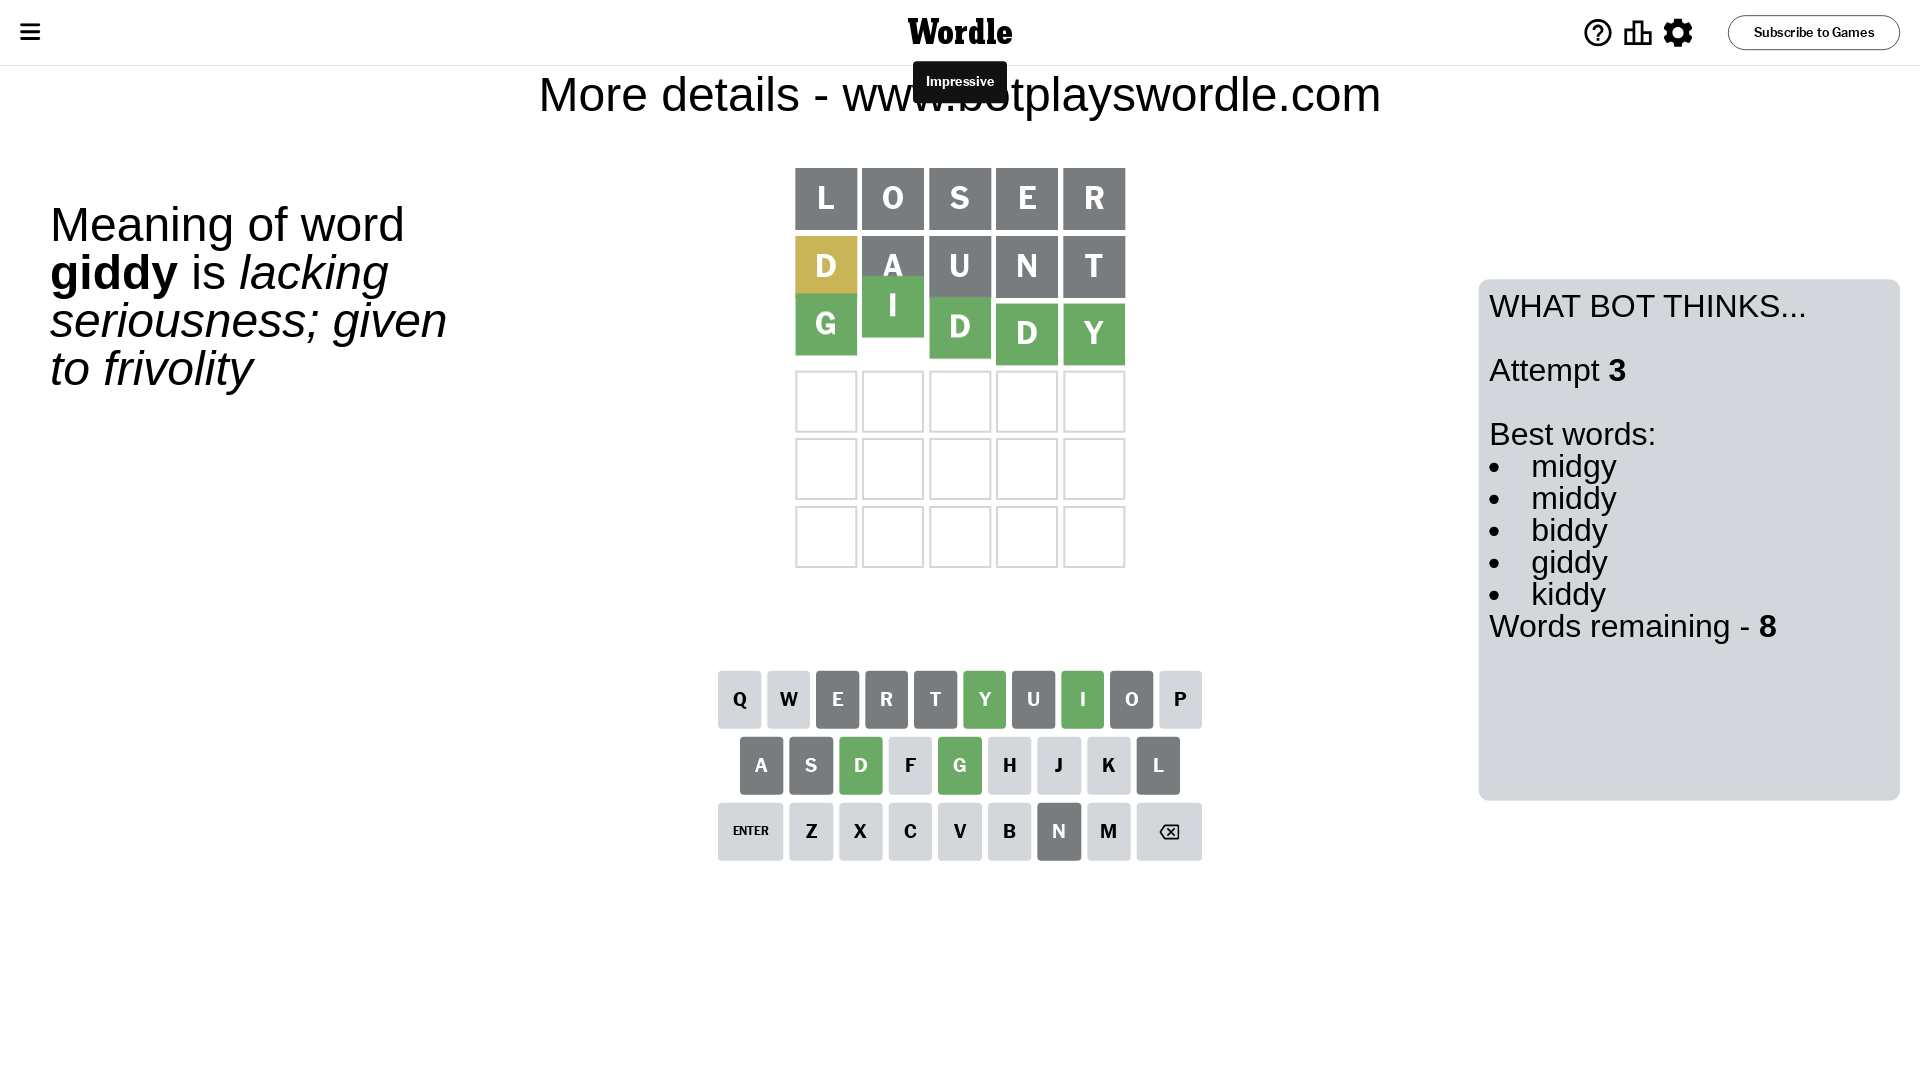 Wordle
Subscribe to Games
Impressive
More details - www.botplayswordle.com
Meaning of word
giddy is lacking
seriousness; given
to frivolity
L O S E R
D A U N T
G I D D Y
WHAT BOT THINKS...
Attempt 3
Best words:
• midgy
• middy
• biddy
• giddy
• kiddy
Words remaining - 8
Q W E R T Y U I O P
A S D F G H J K L
ENTER Z X C V B N M